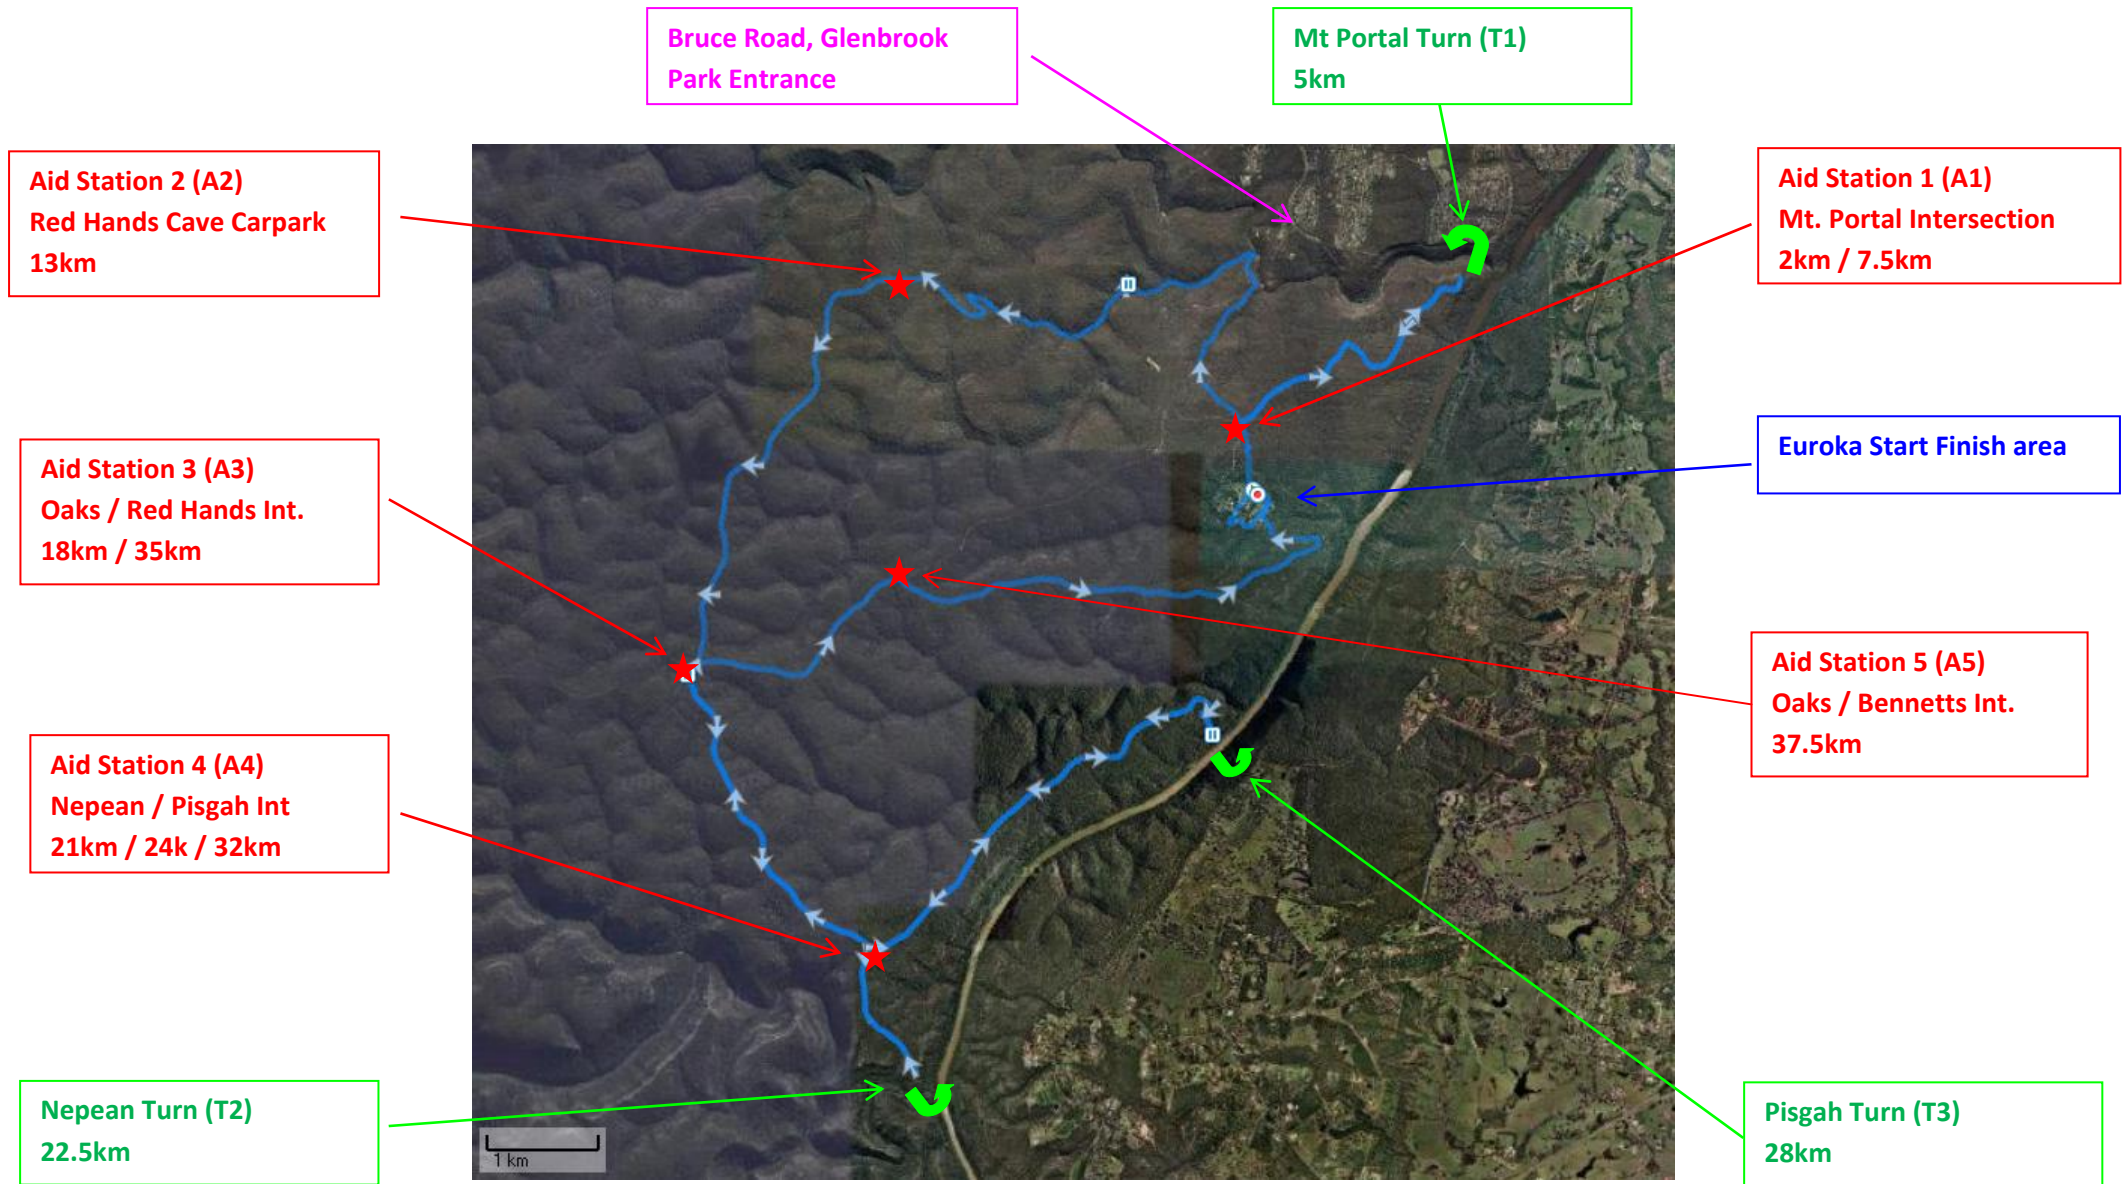 Bruce Road, Glenbrook
Park Entrance
Mt Portal Turn (T1)
5km
Aid Station 2 (A2)
Red Hands Cave Carpark
13km
Aid Station 1 (A1)
Mt. Portal Intersection
2km / 7.5km
Euroka Start Finish area
Aid Station 3 (A3)
Oaks / Red Hands Int.
18km / 35km
Aid Station 5 (A5)
Oaks / Bennetts Int.
37.5km
Aid Station 4 (A4)
Nepean / Pisgah Int
21km / 24k / 32km
Nepean Turn (T2)
22.5km
Pisgah Turn (T3)
28km
1 km